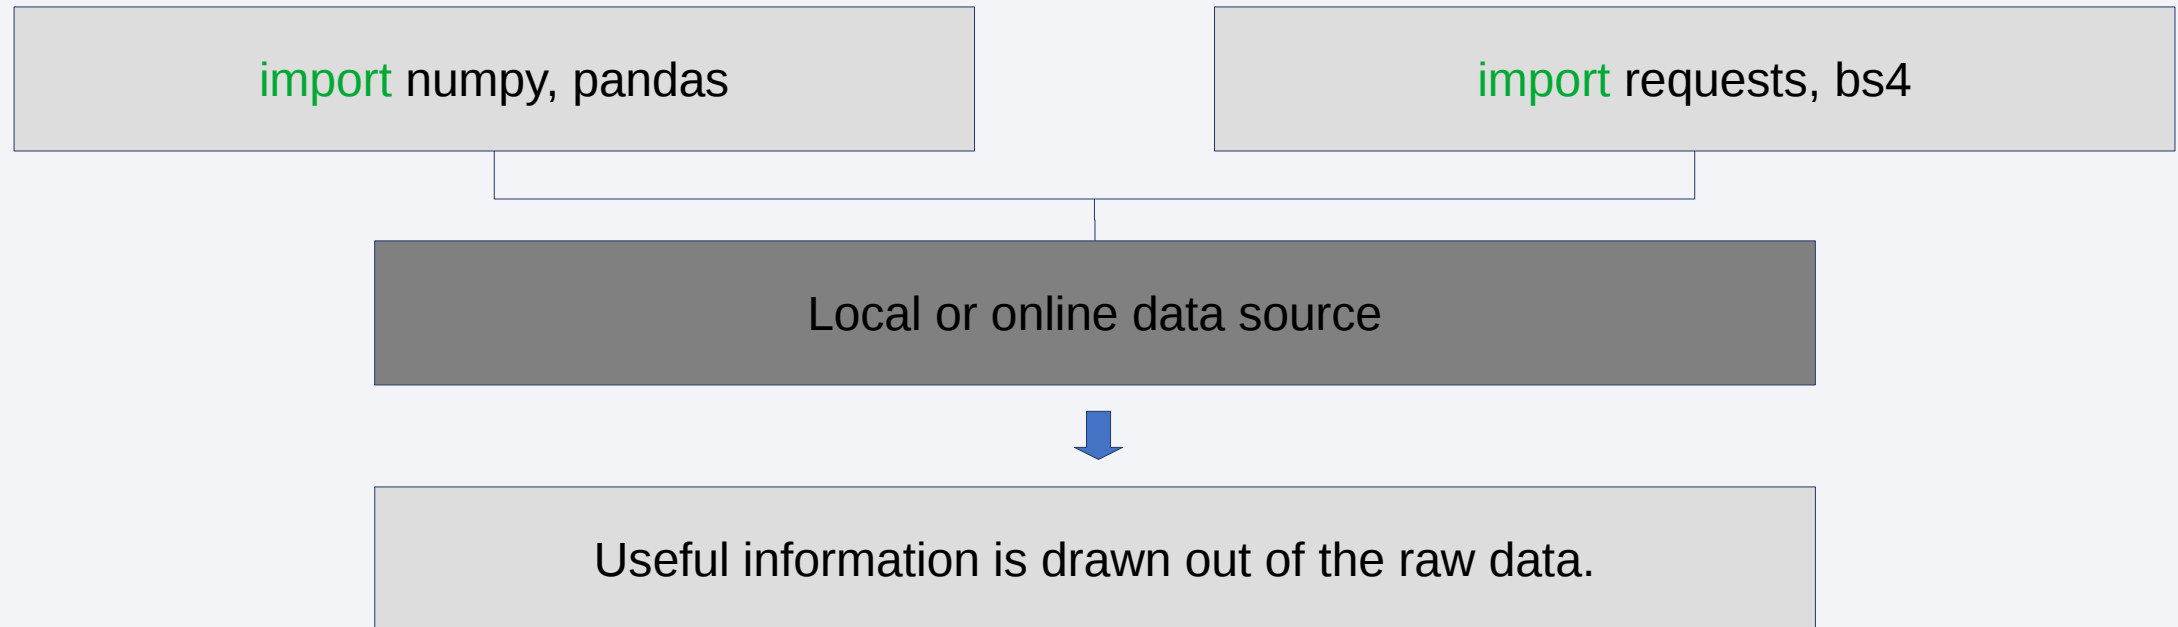 import numpy, pandas
import requests, bs4
Local or online data source
Useful information is drawn out of the raw data.